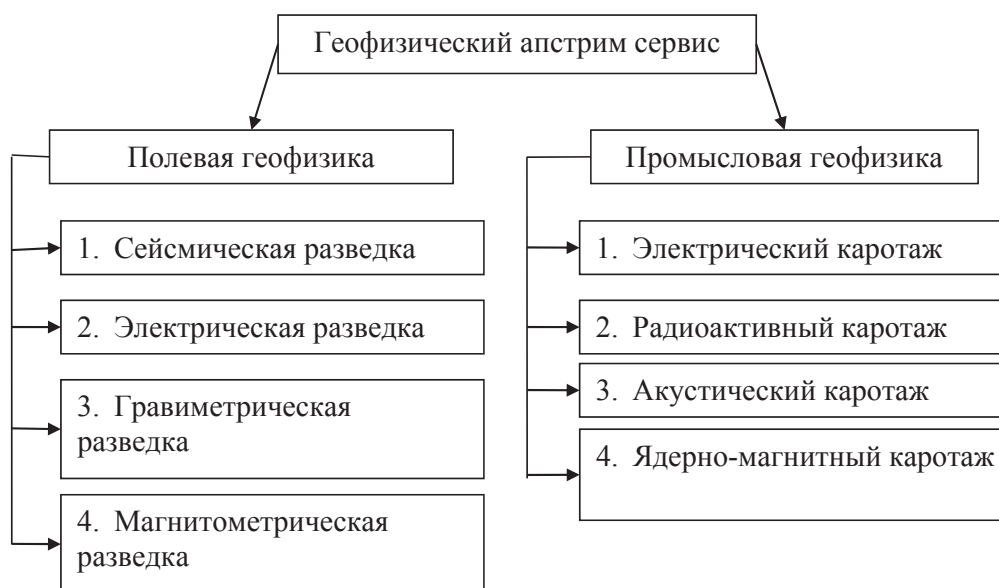 Геофизический апстрим сервис
Полевая геофизика
1. Сейсмическая разведка
2. Электрическая разведка
3. Гравиметрическая
разведка
4. Магнитометрическая
разведка
Промысловая геофизика
1. Электрический каротаж
2. Радиоактивный каротаж
3. Акустический каротаж
4. Ядерно-магнитный каротаж